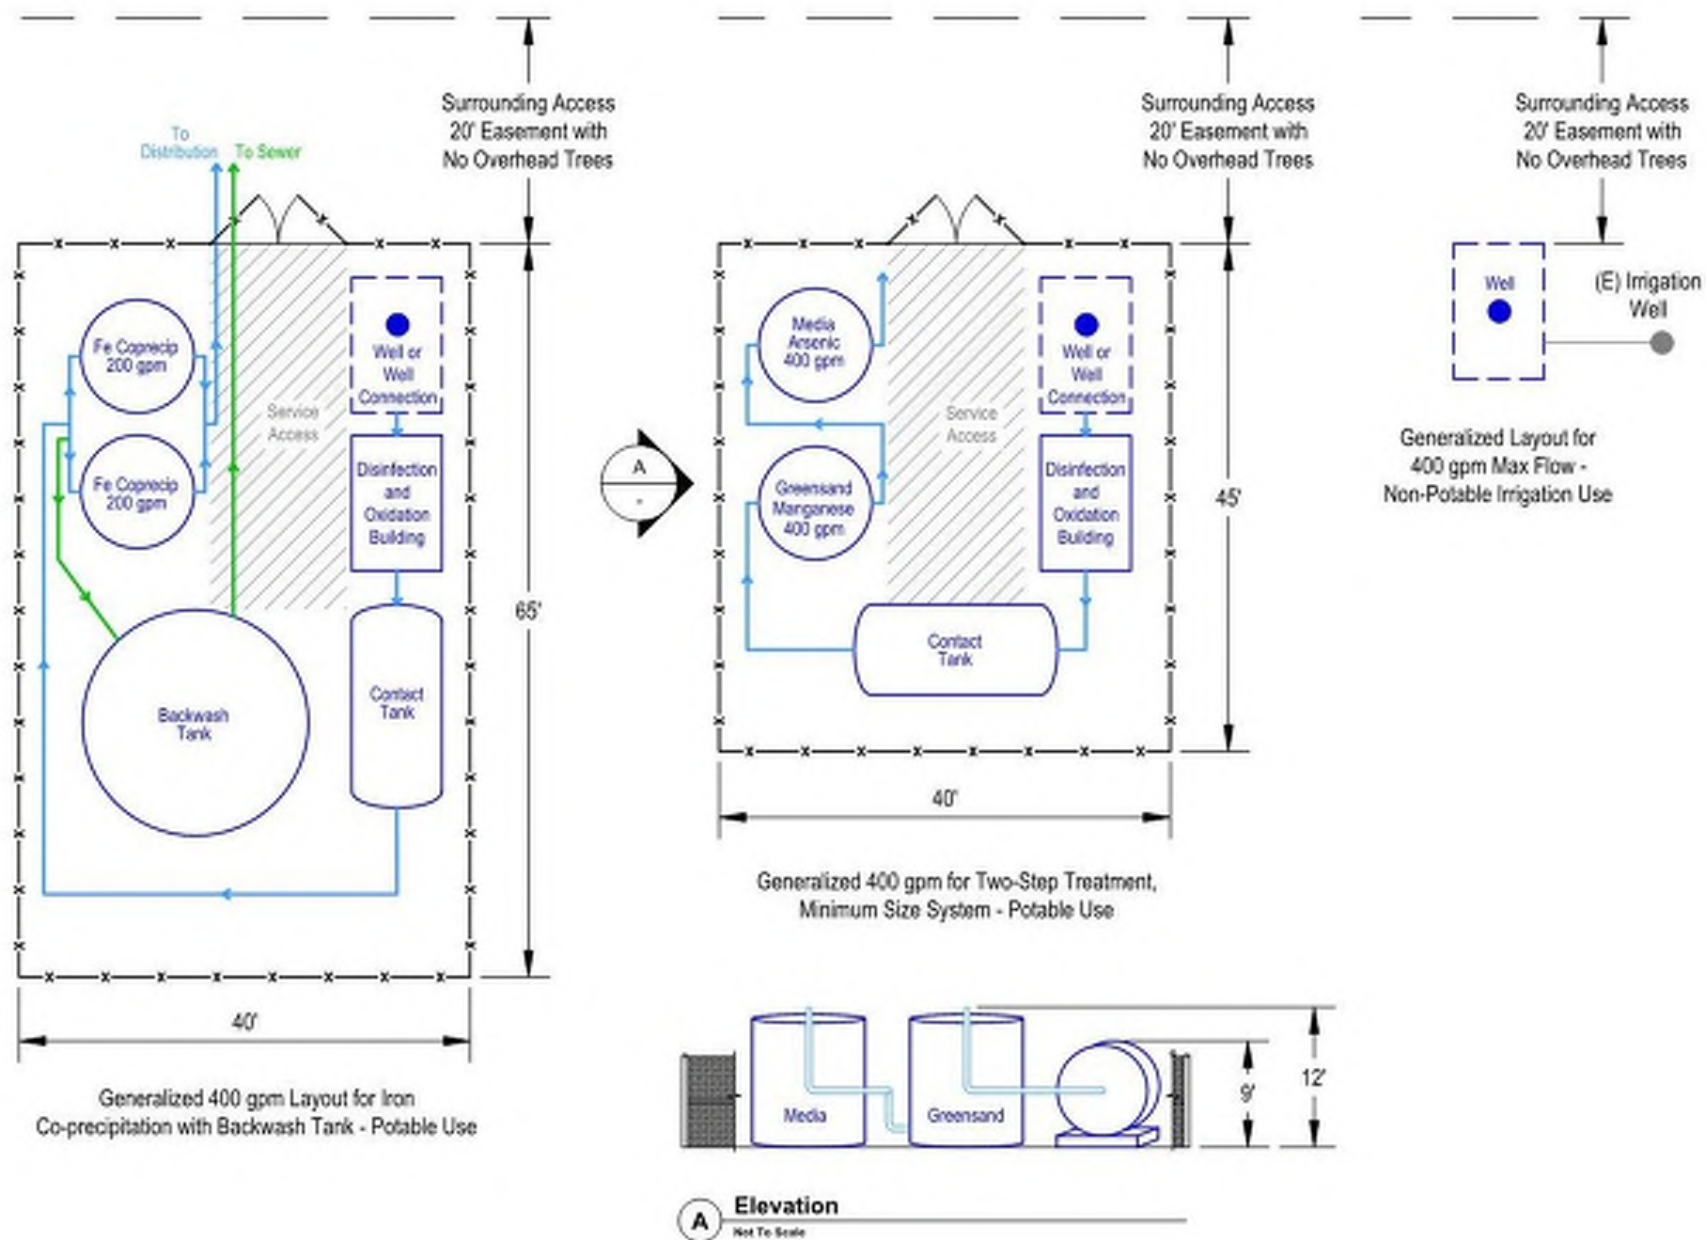 Surrounding Access
20' Easement with
No Overhead Trees
To
Distribution
To Sewer
Fe Coprecip
200 gpm
Fe Coprecip
200 gpm
Service
Access
Well or
Well
Connection
Disinfection
and
Oxidation
Building
Backwash
Tank
Contact
Tank
65'
40'
Generalized 400 gpm Layout for Iron
Co-precipitation with Backwash Tank - Potable Use
Surrounding Access
20' Easement with
No Overhead Trees
A
-
Media
Arsenic
400 gpm
Greensand
Manganese
400 gpm
Service
Access
Well or
Well
Connection
Disinfection
and
Oxidation
Building
Contact
Tank
45'
40'
Generalized 400 gpm for Two-Step Treatment,
Minimum Size System - Potable Use
Surrounding Access
20' Easement with
No Overhead Trees
Well
(E) Irrigation
Well
Generalized Layout for
400 gpm Max Flow -
Non-Potable Irrigation Use
Media
Greensand
9'
12'
A
Elevation
Not To Scale